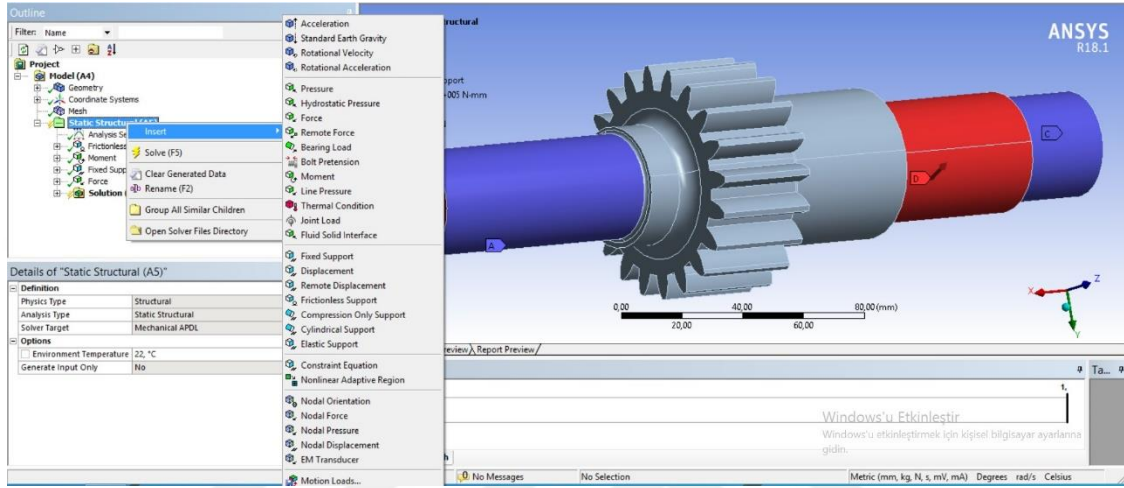 Outline
Filter: Name
Project
Model (A4)
Geometry
Coordinate Systems
Mesh
Static Structural (A5)
Analysis Se
Frictionles
Moment
Fixed Supp
Force
Solution
Insert
Solve (F5)
Clear Generated Data
Rename (F2)
Group All Similar Children
Open Solver Files Directory
Acceleration
Standard Earth Gravity
Rotational Velocity
Rotational Acceleration
Pressure
Hydrostatic Pressure
Force
Remote Force
Bearing Load
Bolt Pretension
Moment
Line Pressure
Thermal Condition
Joint Load
Fluid Solid Interface
Fixed Support
Displacement
Remote Displacement
Frictionless Support
Compression Only Support
Cylindrical Support
Elastic Support
Constraint Equation
Nonlinear Adaptive Region
Nodal Orientation
Nodal Force
Nodal Pressure
Nodal Displacement
EM Transducer
Motion Loads...
Details of "Static Structural (A5)"
Definition
Physics Type Structural
Analysis Type Static Structural
Solver Target Mechanical APDL
Options
Environment Temperature 22, °C
Generate Input Only No
ructural
pport
+005 N-mm
ANSYS
R18.1
A
D
C
X
Y
Z
0,00 40,00 80,00 (mm)
20,00 60,00
review Report Preview
Ta...
1,
Windows'u Etkinleştir
Windows'u etkinleştirmek için kişisel bilgisayar ayarlarına
gidin.
No Messages
No Selection
Metric (mm, kg, N, s, mV, mA) Degrees rad/s Celsius